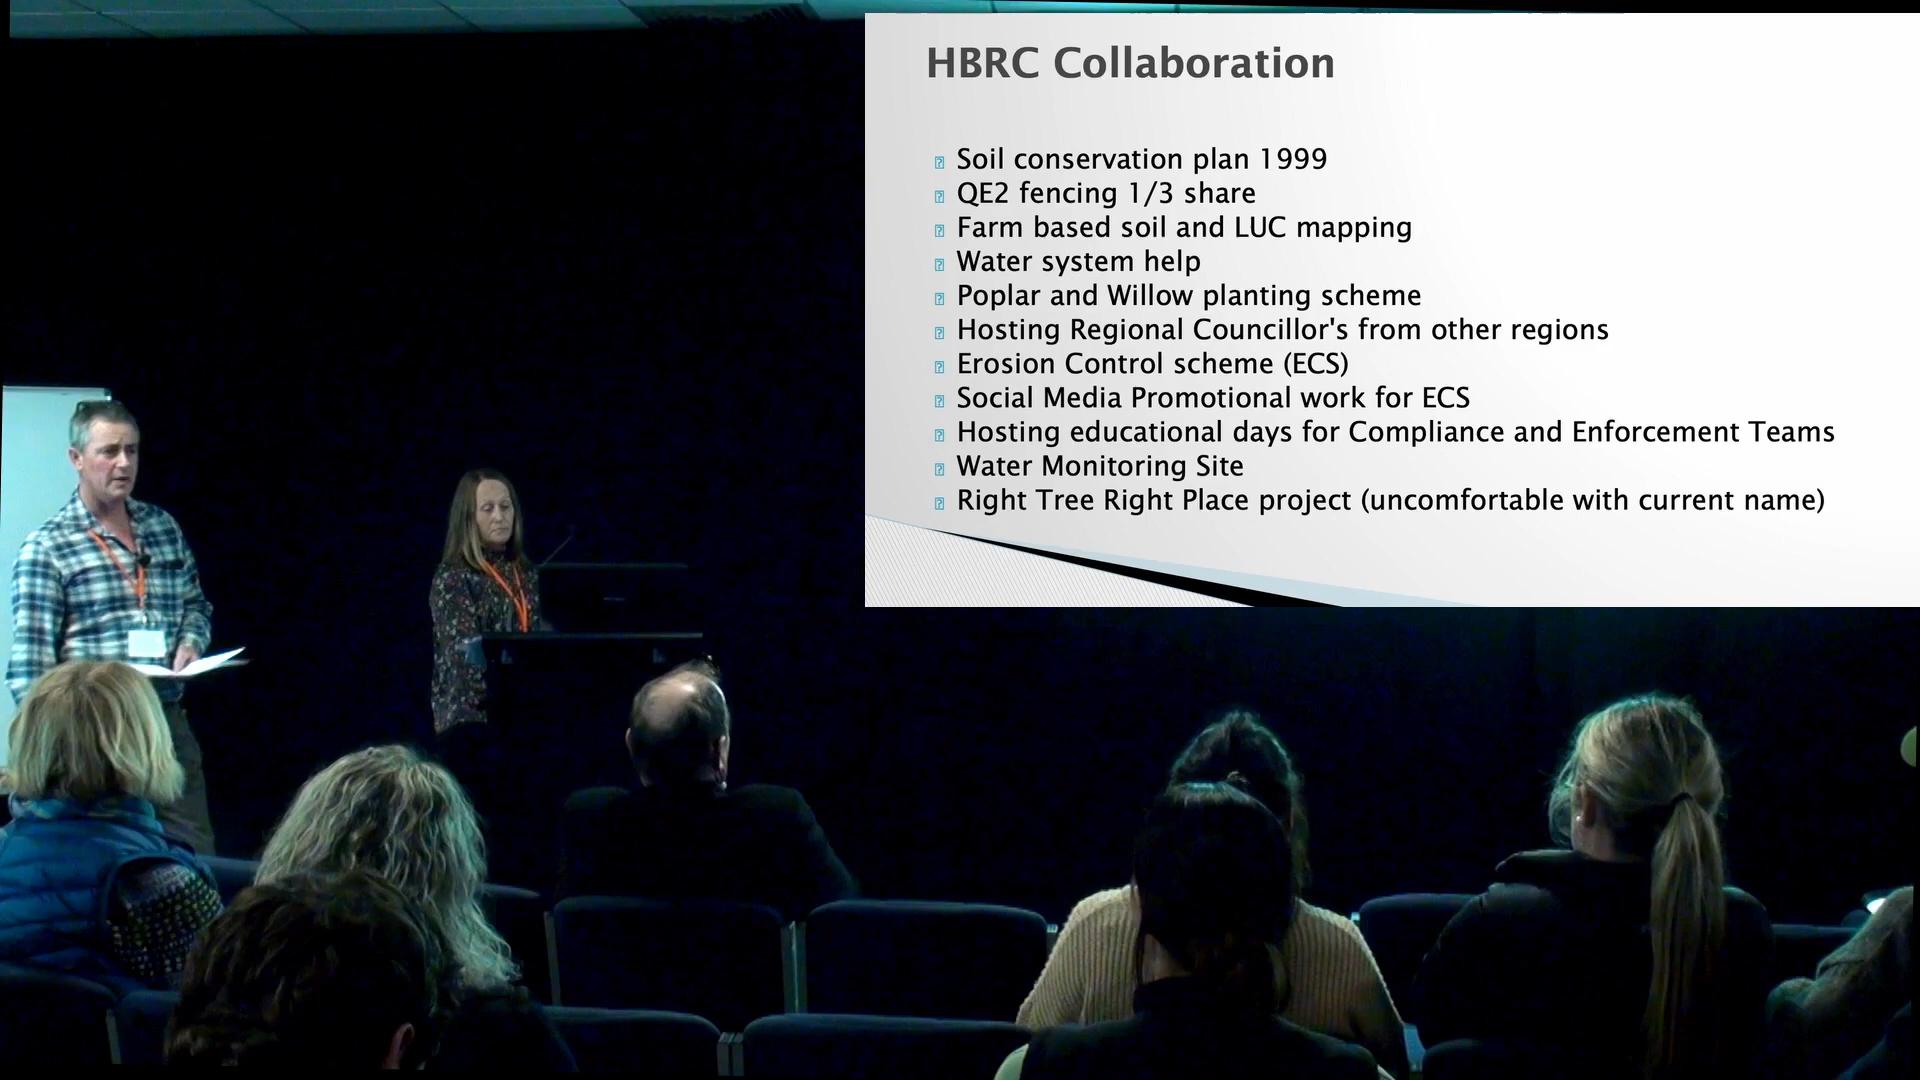 HBRC Collaboration
Soil conservation plan 1999
QE2 fencing 1/3 share
Farm based soil and LUC mapping
Water system help
Poplar and Willow planting scheme
Hosting Regional Councillor's from other regions
Erosion Control scheme (ECS)
Social Media Promotional work for ECS
Hosting educational days for Compliance and Enforcement Teams
Water Monitoring Site
Right Tree Right Place project (uncomfortable with current name)